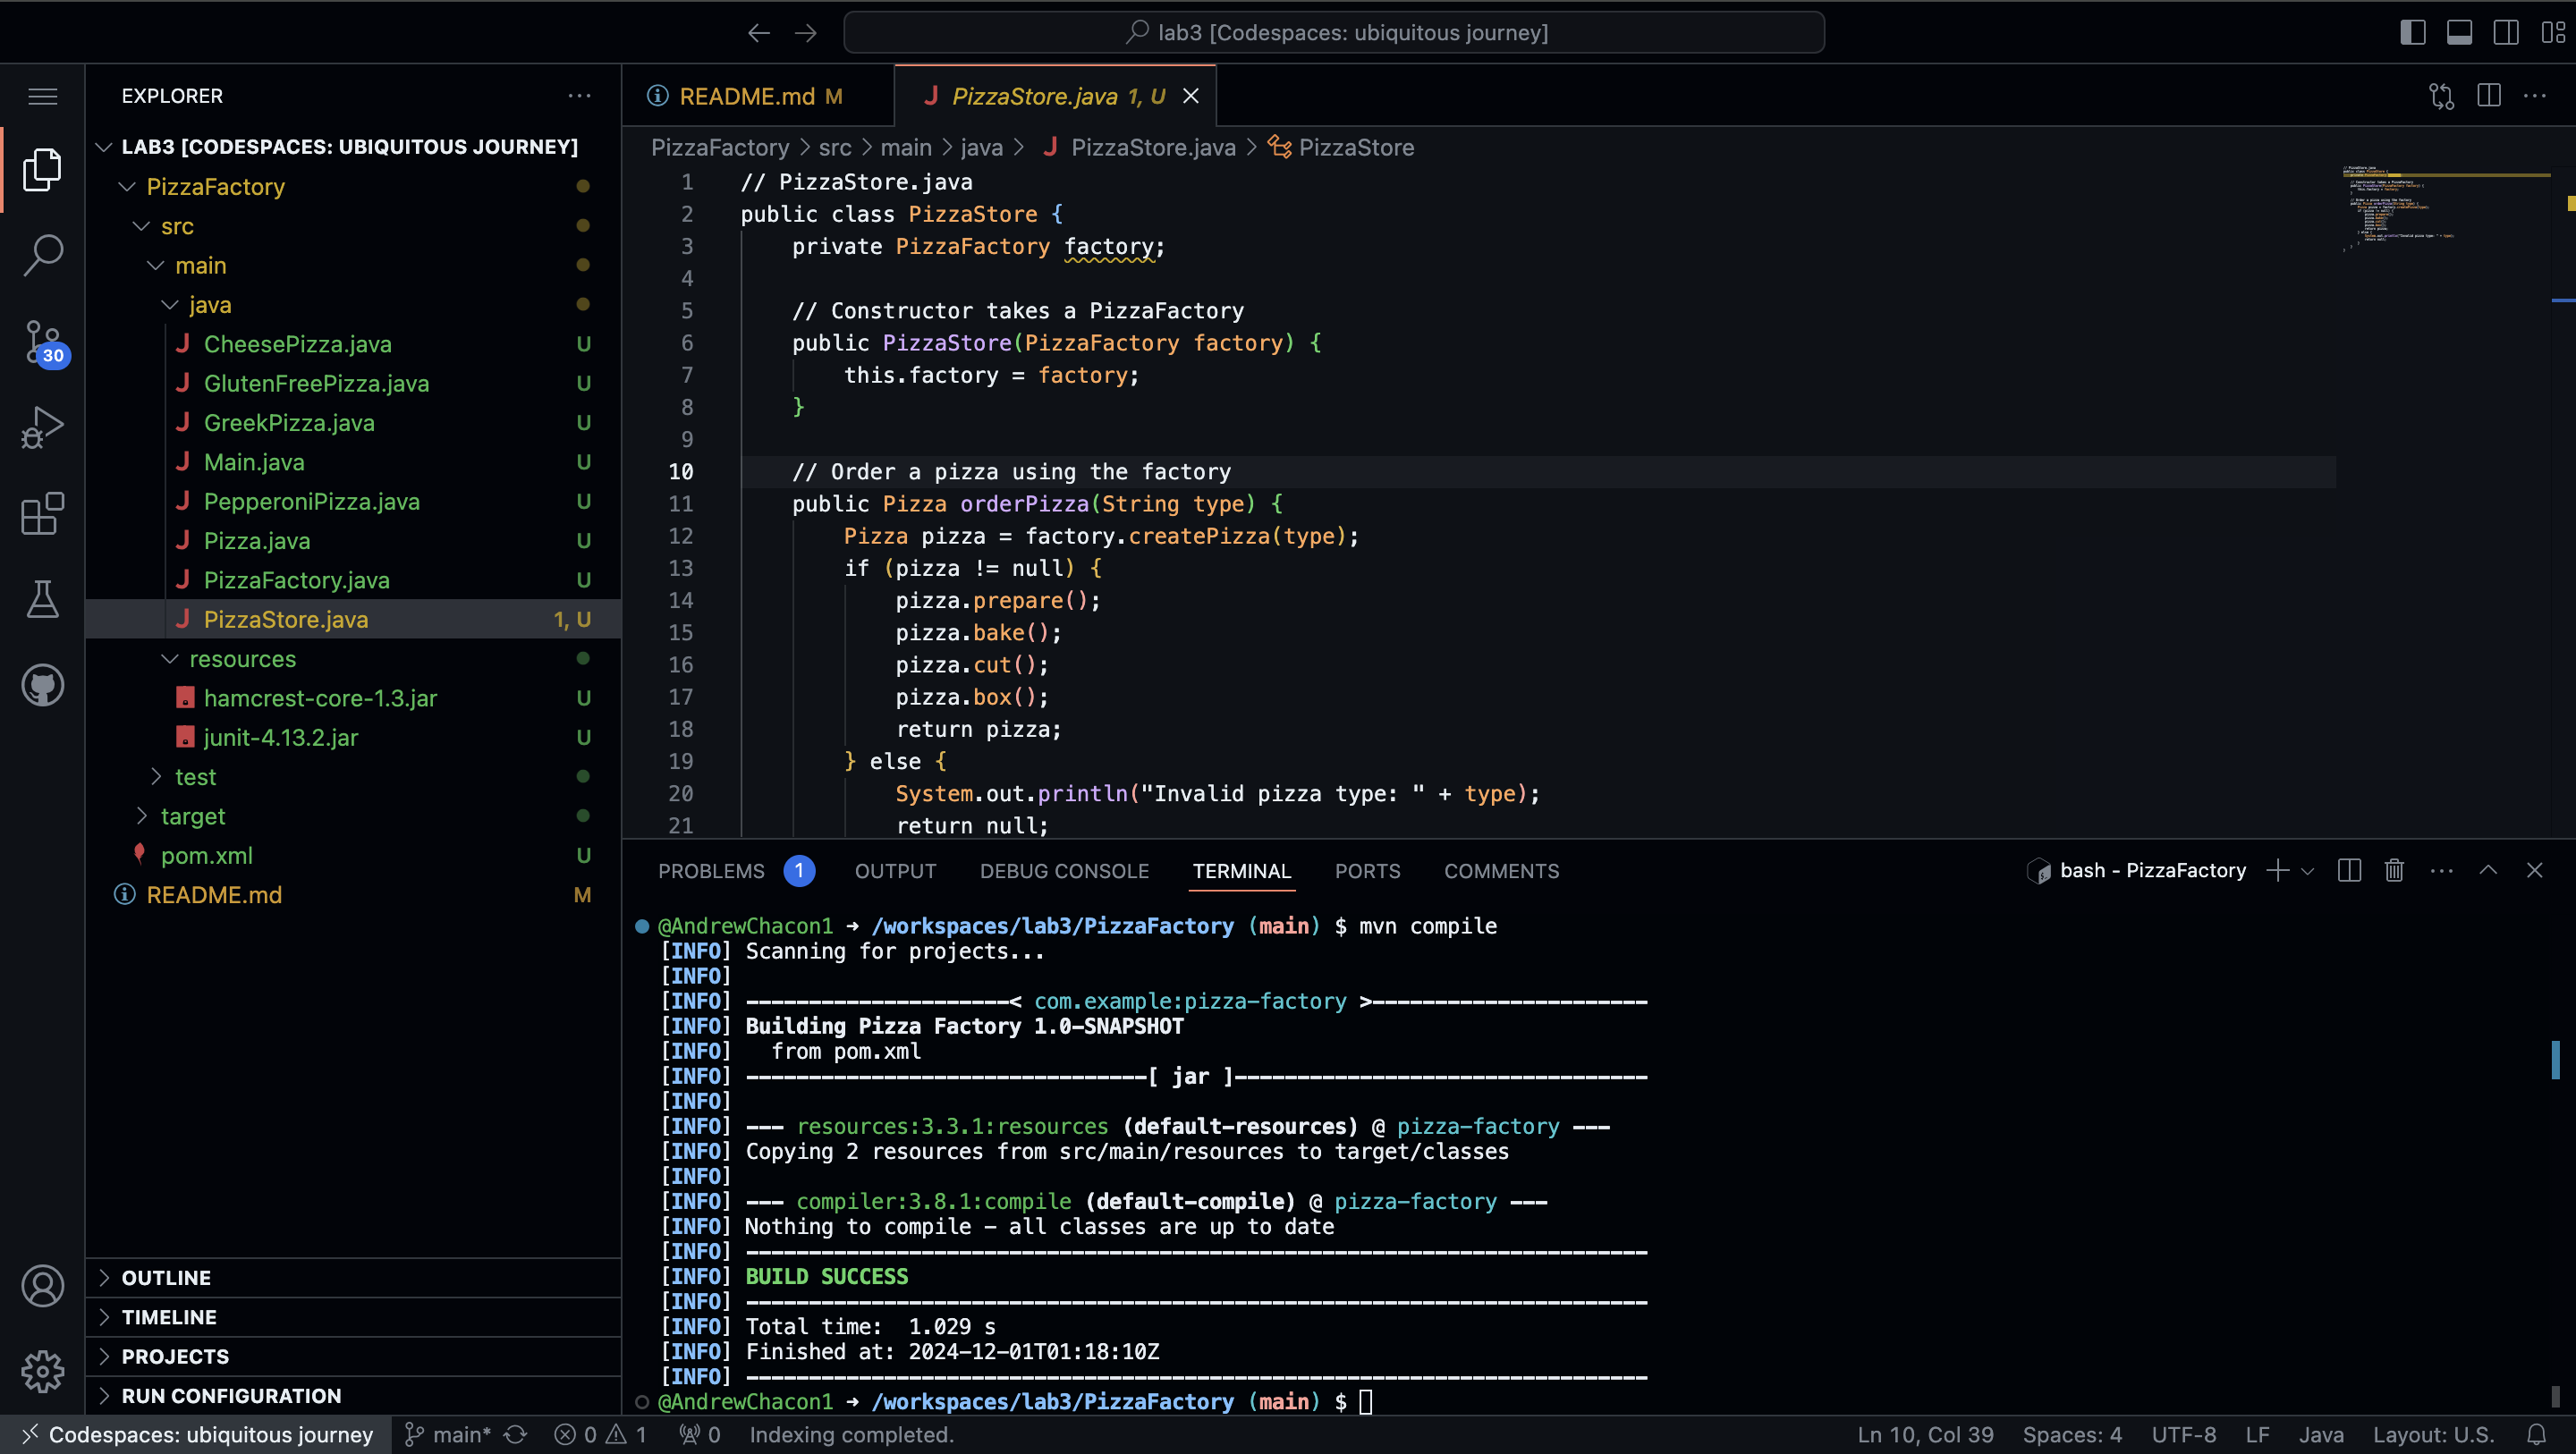 lab3 [Codespaces: ubiquitous journey]
EXPLORER
LAB3 [CODESPACES: UBIQUITOUS JOURNEY]
PizzaFactory
src
main
java
CheesePizza.java U
GlutenFreePizza.java U
GreekPizza.java U
Main.java U
PepperoniPizza.java U
Pizza.java U
PizzaFactory.java U
PizzaStore.java 1, U
resources
hamcrest-core-1.3.jar U
junit-4.13.2.jar U
test
target
pom.xml U
README.md M
30
OUTLINE
TIMELINE
PROJECTS
RUN CONFIGURATION
README.md M
PizzaStore.java 1, U
PizzaFactory > src > main > java > PizzaStore.java > PizzaStore
1 // PizzaStore.java
2 public class PizzaStore {
3 private PizzaFactory factory;
4
5 // Constructor takes a PizzaFactory
6 public PizzaStore(PizzaFactory factory) {
7 this.factory = factory;
8 }
9
10 // Order a pizza using the factory
11 public Pizza orderPizza(String type) {
12 Pizza pizza = factory.createPizza(type);
13 if (pizza != null) {
14 pizza.prepare();
15 pizza.bake();
16 pizza.cut();
17 pizza.box();
18 return pizza;
19 } else {
20 System.out.println("Invalid pizza type: " + type);
21 return null;
PROBLEMS 1 OUTPUT DEBUG CONSOLE TERMINAL PORTS COMMENTS
bash - PizzaFactory
@AndrewChacon1 → /workspaces/lab3/PizzaFactory (main) $ mvn compile
[INFO] Scanning for projects...
[INFO]
[INFO] ---------------------< com.example:pizza-factory >----------------------
[INFO] Building Pizza Factory 1.0-SNAPSHOT
[INFO] from pom.xml
[INFO] --------------------------------[ jar ]---------------------------------
[INFO]
[INFO] --- resources:3.3.1:resources (default-resources) @ pizza-factory ---
[INFO] Copying 2 resources from src/main/resources to target/classes
[INFO]
[INFO] --- compiler:3.8.1:compile (default-compile) @ pizza-factory ---
[INFO] Nothing to compile - all classes are up to date
[INFO] ------------------------------------------------------------------------
[INFO] BUILD SUCCESS
[INFO] ------------------------------------------------------------------------
[INFO] Total time:  1.029 s
[INFO] Finished at: 2024-12-01T01:18:10Z
[INFO] ------------------------------------------------------------------------
@AndrewChacon1 → /workspaces/lab3/PizzaFactory (main) $
Codespaces: ubiquitous journey main* 0 1 0 Indexing completed. Ln 10, Col 39 Spaces: 4 UTF-8 LF Java Layout: U.S.